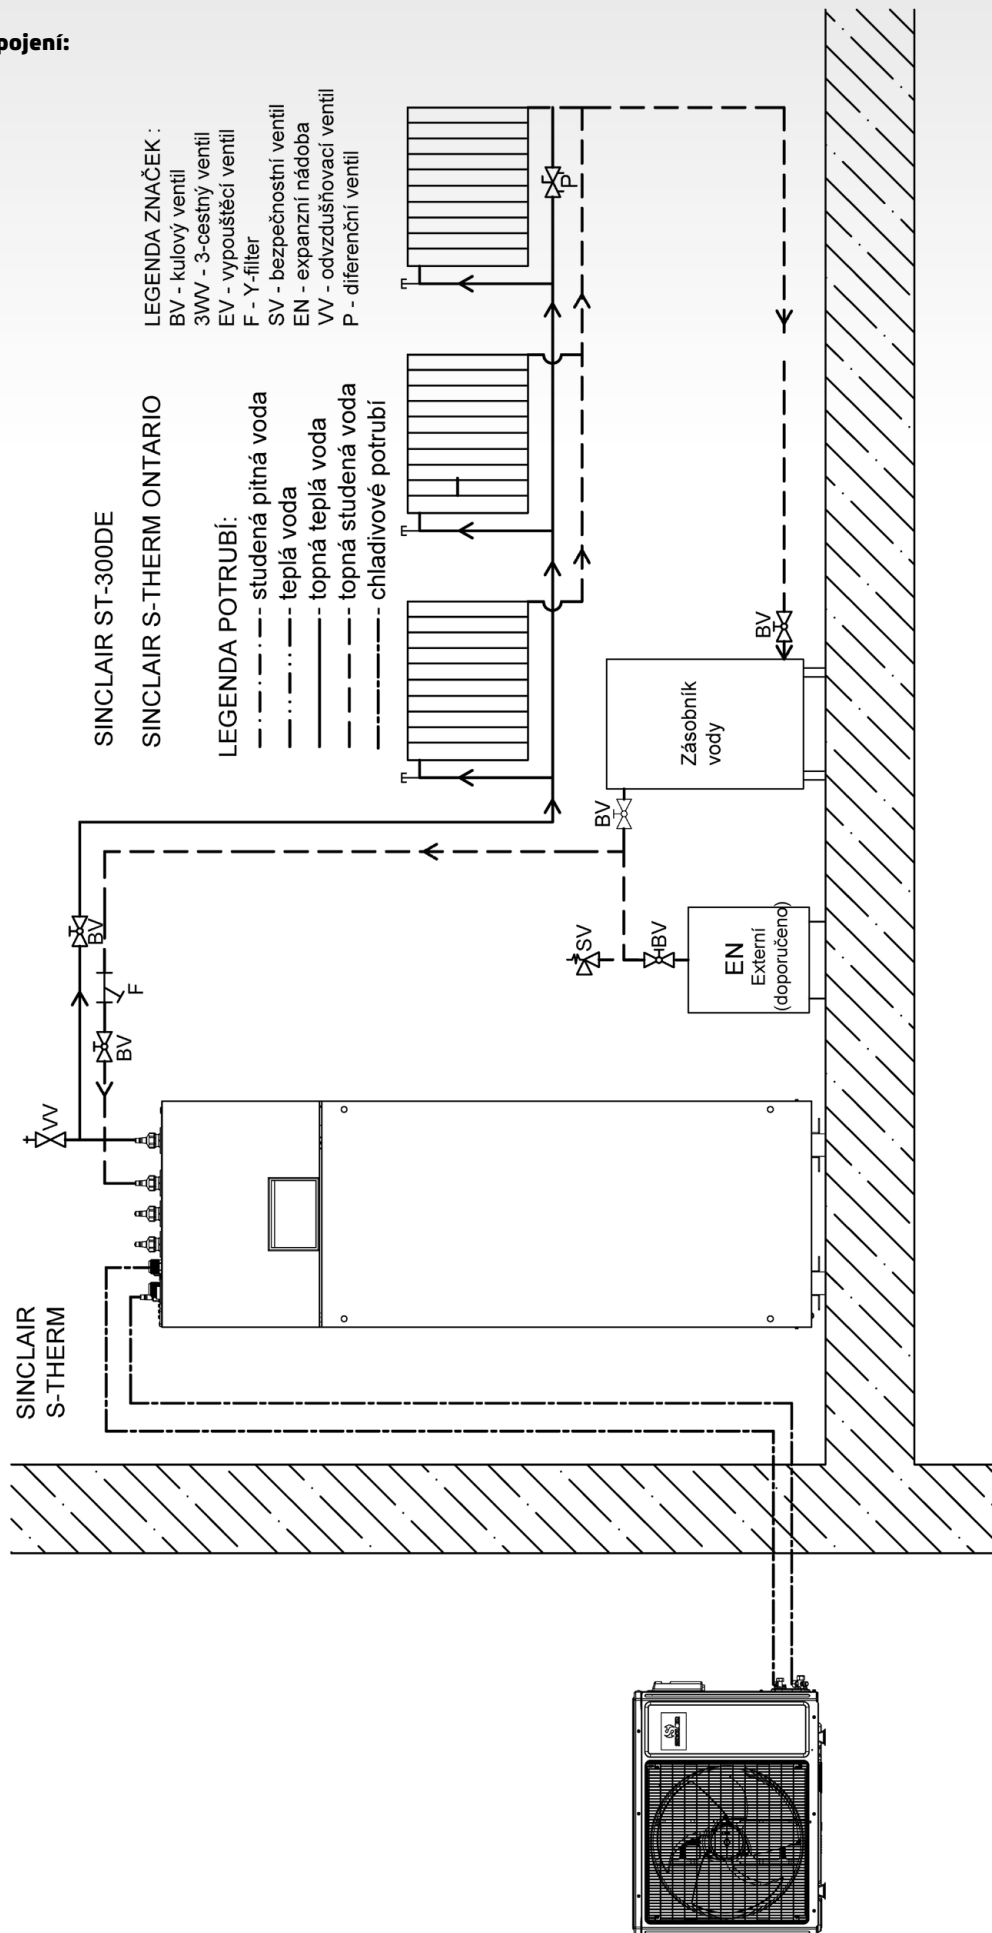 pojení:
SINCLAIR
S-THERM
SINCLAIR ST-300DE
SINCLAIR S-THERM ONTARIO
LEGENDA POTRUBÍ:
studená pitná voda
teplá voda
topná teplá voda
topná studená voda
chladivové potrubí
LEGENDA ZNAČEK :
BV - kulový ventil
3WV - 3-cestný ventil
EV - vypouštěcí ventil
F - Y-filter
SV - bezpečnostní ventil
EN - expanzní nádoba
VV - odvzdušňovací ventil
P - diferenční ventil
VV
BV
F
BV
SV
BV
EN
Externí
(doporučeno)
BV
Zásobník
vody
BV
P